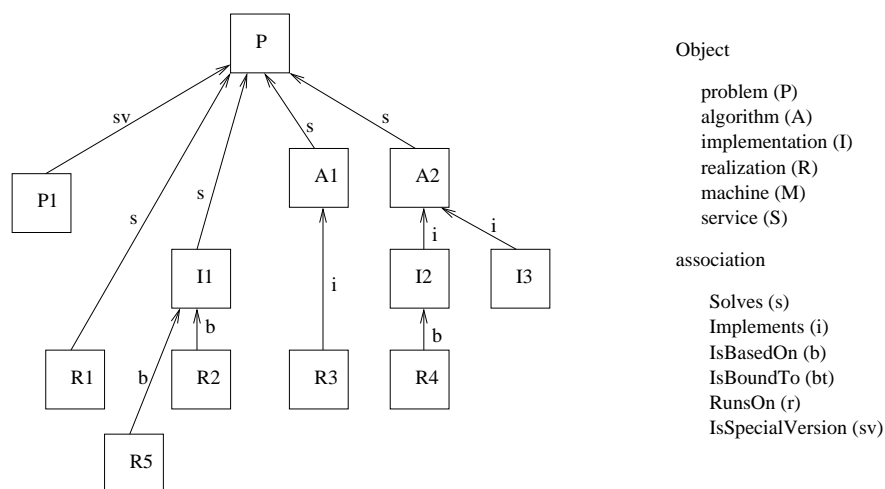 P
Object
problem (P)
algorithm (A)
implementation (I)
realization (R)
machine (M)
service (S)
association
Solves (s)
Implements (i)
IsBasedOn (b)
IsBoundTo (bt)
RunsOn (r)
IsSpecialVersion (sv)
sv
s
s
s
s
P1
A1
A2
i
i
i
I1
I2
I3
b
b
b
R1
R2
R3
R4
R5